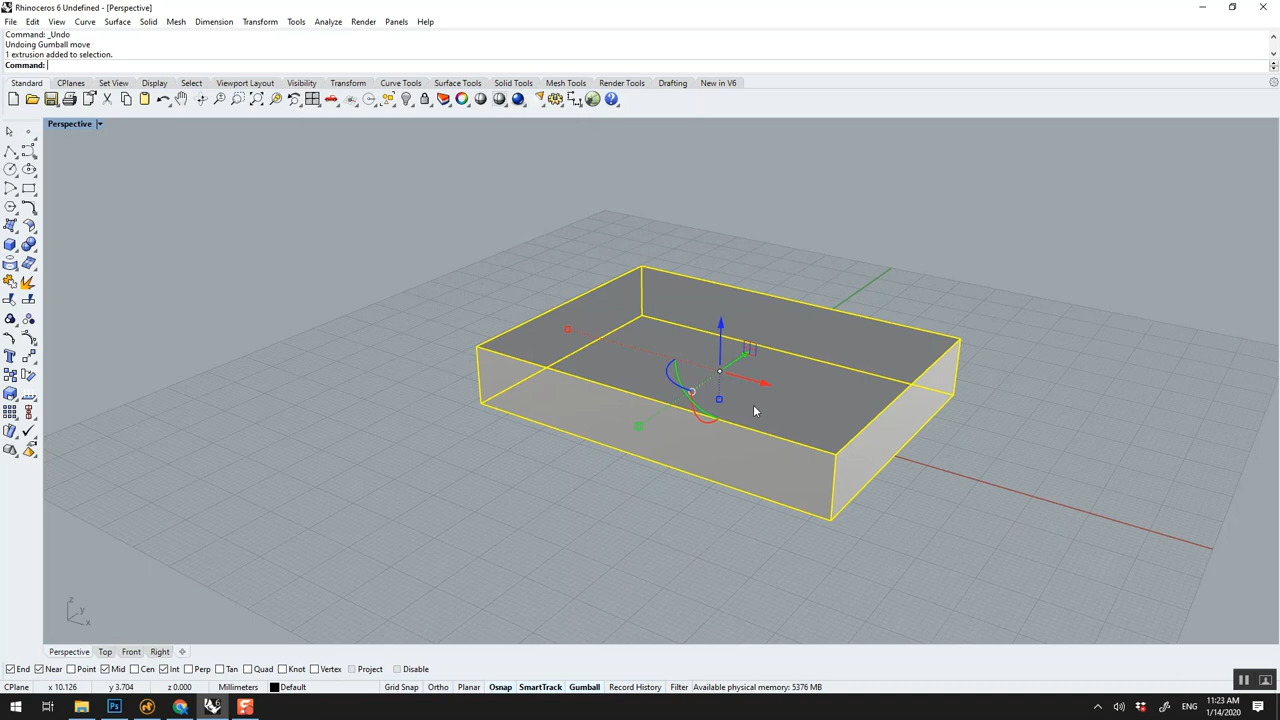 Rhinoceros 6 Undefined - [Perspective]
File Edit View Curve Surface Solid Mesh Dimension Transform Tools Analyze Render Panels Help
Command: _Undo
Undoing Gumball move
1 extrusion added to selection.
Command:
Standard CPlanes Set View Display Select Viewport Layout Visibility Transform Curve Tools Surface Tools Solid Tools Mesh Tools Render Tools Drafting New in V6
Perspective
z
y
x
Perspective Top Front Right
End Near Point Mid Cen Int Perp Tan Quad Knot Vertex Project Disable
CPlane x 10.126 y 3.704 z 0.000 Millimeters Default Grid Snap Ortho Planar Osnap SmartTrack Gumball Record History Filter Available physical memory: 5376 MB
Ps
ENG
11:23 AM
1/14/2020